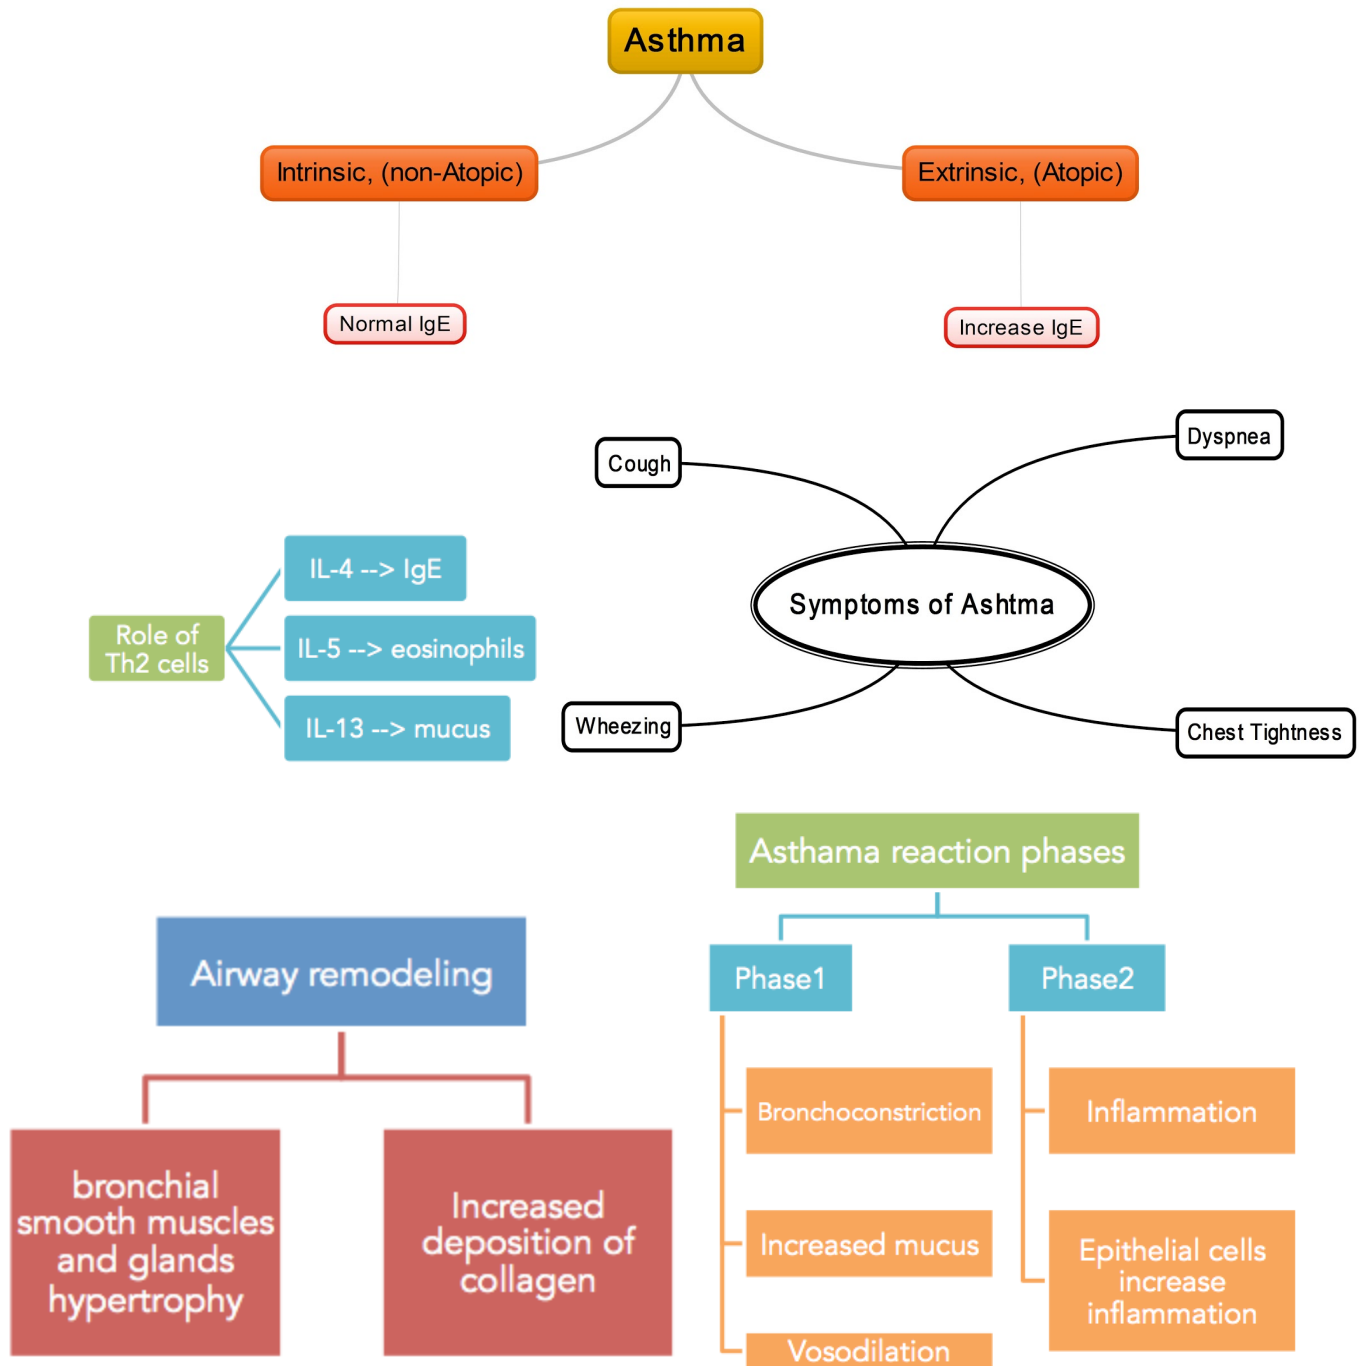 Asthma
Intrinsic, (non-Atopic)
Extrinsic, (Atopic)
Normal IgE
Increase IgE
Cough
Dyspnea
Symptoms of Ashtma
Wheezing
Chest Tightness
Role of
Th2 cells
IL-4 --> IgE
IL-5 --> eosinophils
IL-13 --> mucus
Airway remodeling
bronchial
smooth muscles
and glands
hypertrophy
Increased
deposition of
collagen
Asthama reaction phases
Phase1
Bronchoconstriction
Increased mucus
Vosodilation
Phase2
Inflammation
Epithelial cells
increase
inflammation